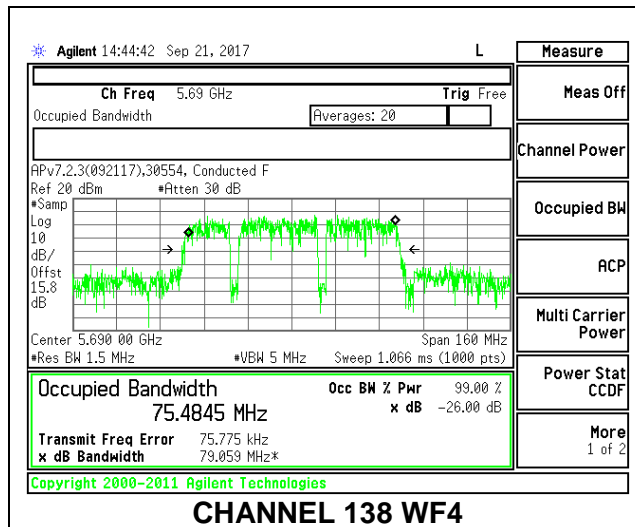 Agilent 14:44:42 Sep 21, 2017 L
Measure
Ch Freq 5.69 GHz Trig Free
Occupied Bandwidth Averages: 20
APv7.2.3(092117),30554, Conducted F
Ref 20 dBm #Atten 30 dB
#Samp
Log
10
dB/
Offst
15.8
dB
Center 5.690 00 GHz Span 160 MHz
#Res BW 1.5 MHz #VBW 5 MHz Sweep 1.066 ms (1000 pts)
Occupied Bandwidth Occ BW % Pwr 99.00 %
75.4845 MHz x dB -26.00 dB
Transmit Freq Error 75.775 kHz
x dB Bandwidth 79.059 MHz*
Copyright 2000-2011 Agilent Technologies
Meas Off
Channel Power
Occupied BW
ACP
Multi Carrier
Power
Power Stat
CCDF
More
1 of 2
CHANNEL 138 WF4